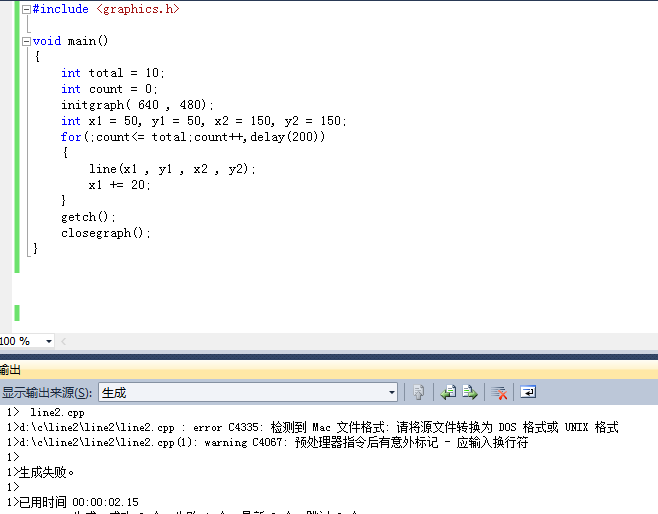 #include <graphics.h>
void main()
{
int total = 10;
int count = 0;
initgraph( 640 , 480);
int x1 = 50, y1 = 50, x2 = 150, y2 = 150;
for(;count<= total;count++,delay(200))
{
line(x1 , y1 , x2 , y2);
x1 += 20;
}
getch();
closegraph();
}
100 %
输出
显示输出来源(S): 生成
1> line2.cpp
1>d:\c\line2\line2\line2.cpp : error C4335: 检测到 Mac 文件格式: 请将源文件转换为 DOS 格式或 UNIX 格式
1>d:\c\line2\line2\line2.cpp(1): warning C4067: 预处理器指令后有意外标记 - 应输入换行符
1>
1>生成失败。
1>
1>已用时间 00:00:02.15